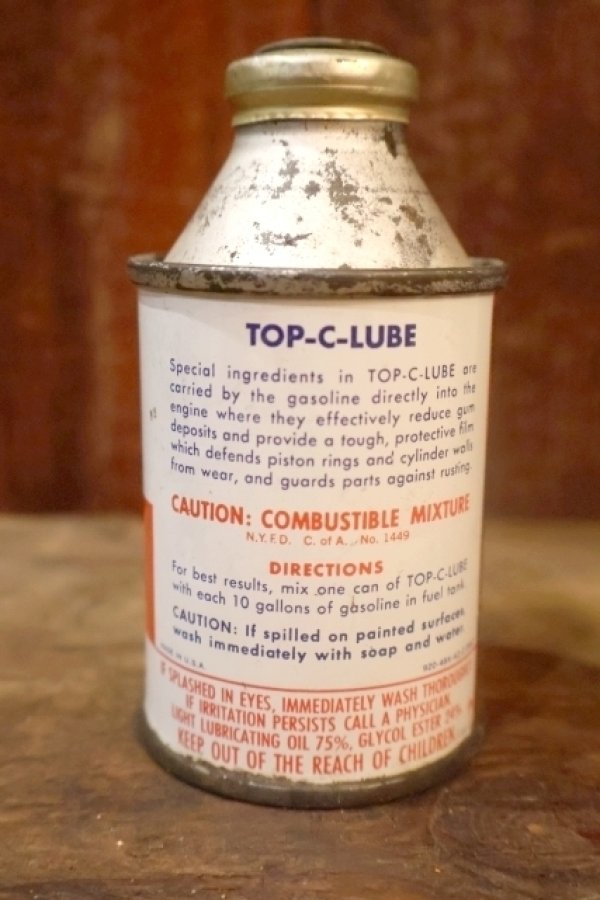 TOP-C-LUBE
Special ingredients in TOP-C-LUBE are
carried by the gasoline directly into the
engine where they effectively reduce gum
deposits and provide a tough, protective film
which defends piston rings and cylinder walls
from wear, and guards parts against rusting.
CAUTION: COMBUSTIBLE MIXTURE
N.Y.F.D. C. of A. No. 1449
DIRECTIONS
For best results, mix one can of TOP-C-LUBE
with each 10 gallons of gasoline in fuel tank.
CAUTION: If spilled on painted surfaces,
wash immediately with soap and water.
MADE IN U.S.A.
IF SPLASHED IN EYES, IMMEDIATELY WASH THOROUGHLY
IF IRRITATION PERSISTS CALL A PHYSICIAN.
LIGHT LUBRICATING OIL 75%, GLYCOL ESTER
KEEP OUT OF THE REACH OF CHILDREN